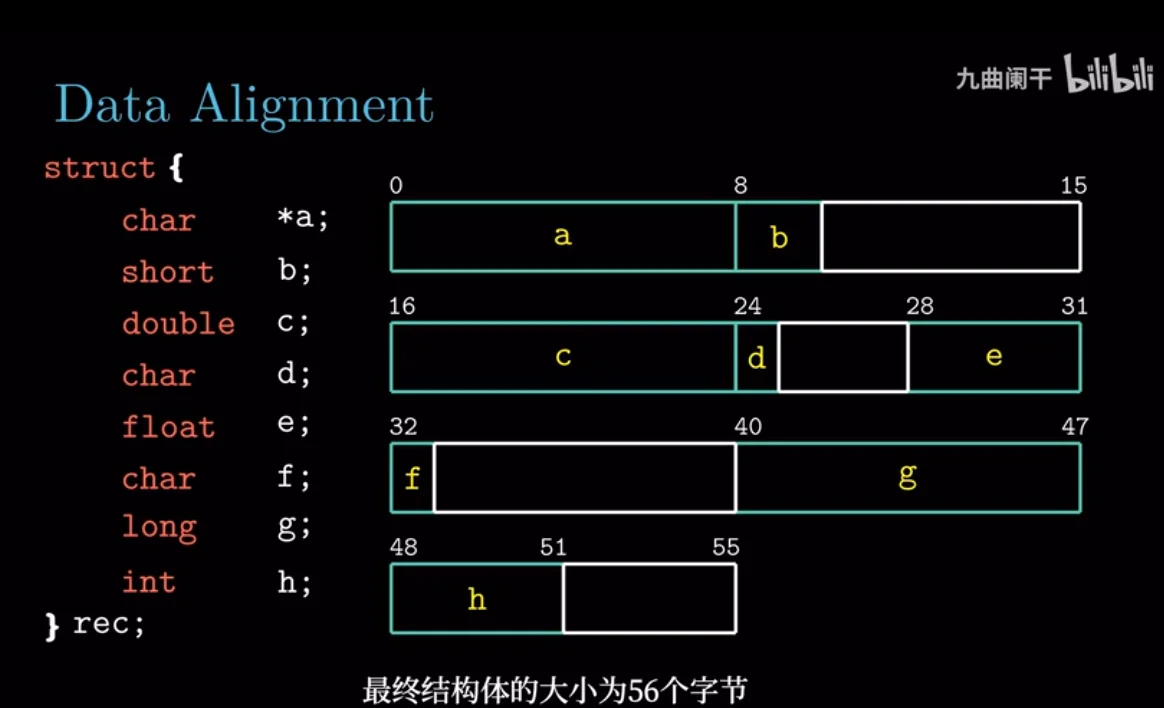 九曲阑干 bilibili
Data Alignment
struct {
char *a;
short b;
double c;
char d;
float e;
char f;
long g;
int h;
} rec;
0 8 15
a b
16 24 28 31
c d e
32 40 47
f g
48 51 55
h
最终结构体的大小为56个字节